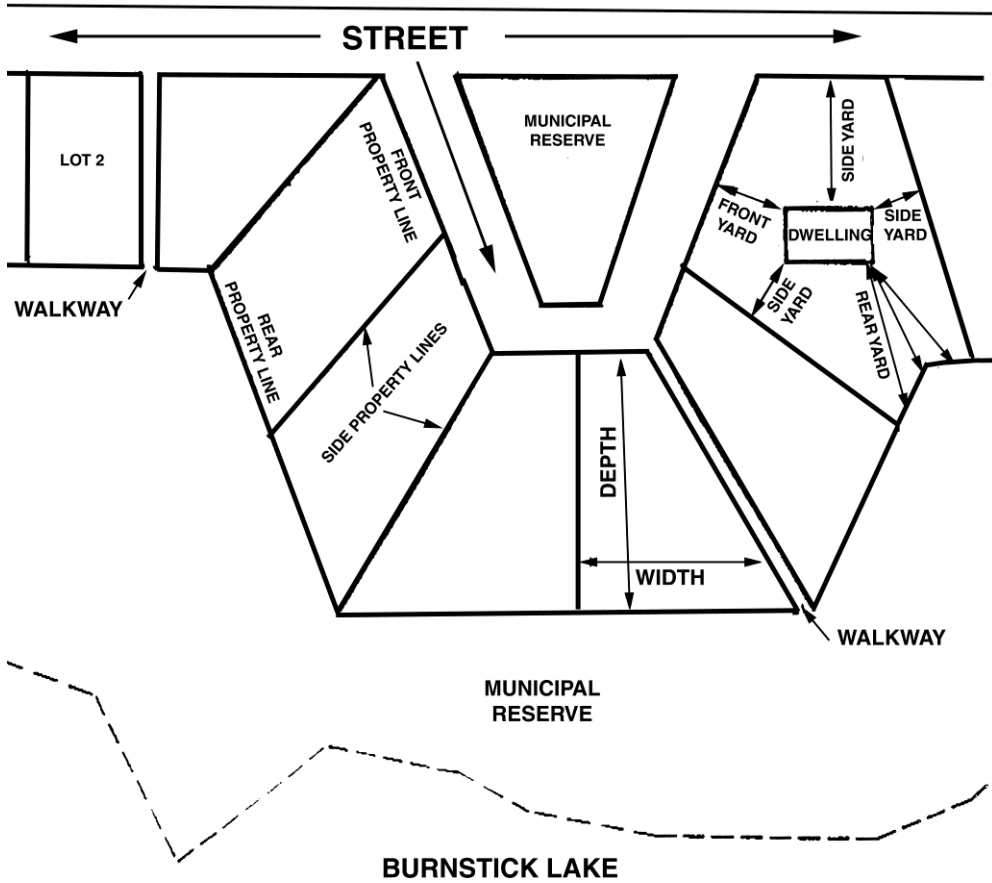 STREET
MUNICIPAL
RESERVE
LOT 2
FRONT
PROPERTY LINE
SIDE YARD
FRONT
YARD
DWELLING
SIDE
YARD
WALKWAY
REAR
PROPERTY LINE
SIDE
YARD
REAR YARD
SIDE PROPERTY LINES
DEPTH
WIDTH
WALKWAY
MUNICIPAL
RESERVE
BURNSTICK LAKE